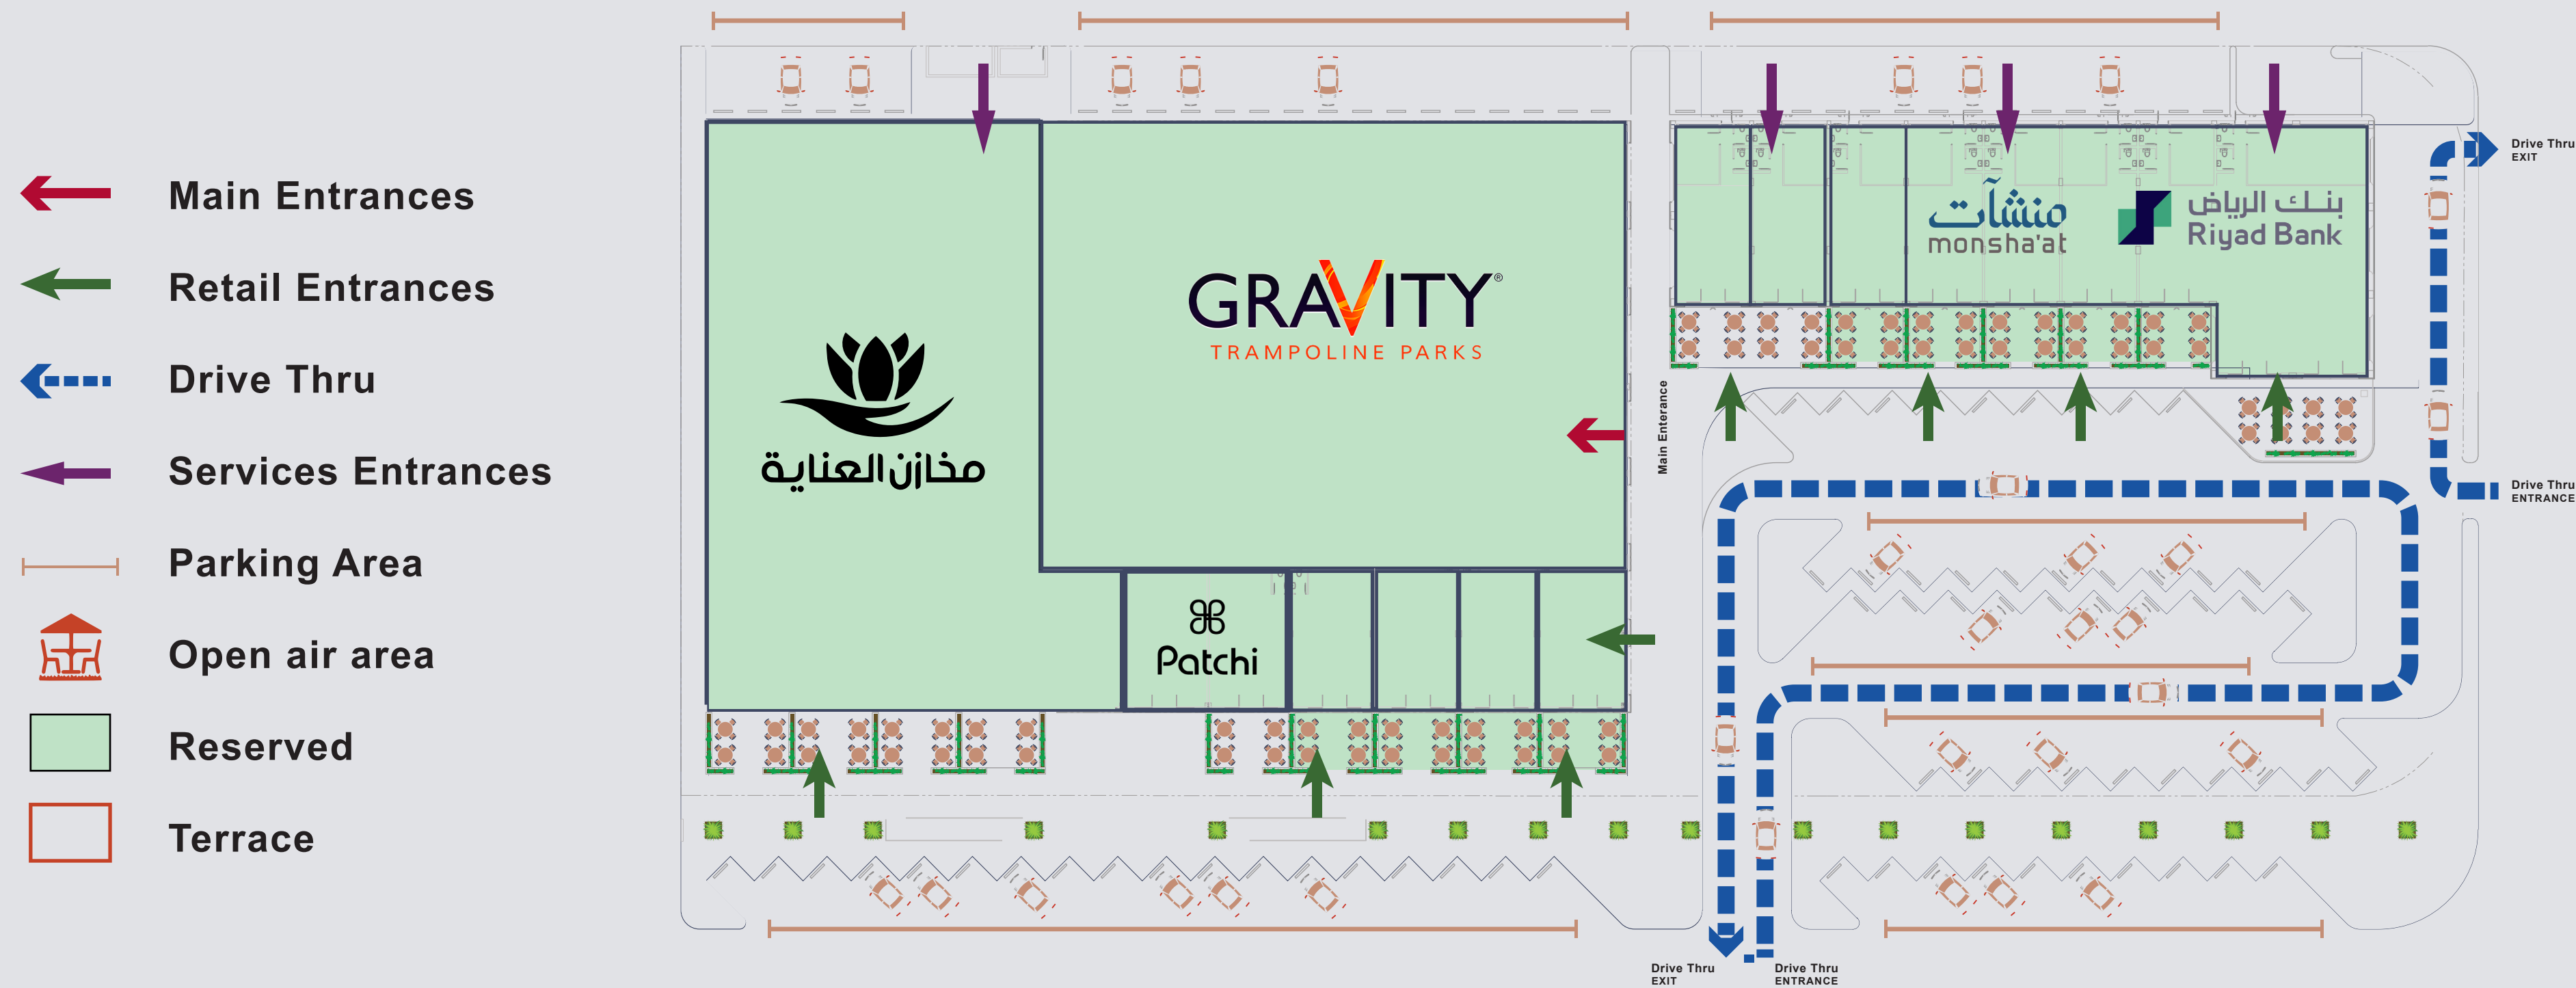 Main Entrances
Retail Entrances
Drive Thru
Services Entrances
Parking Area
Open air area
Reserved
Terrace
مخازن العناية
GRAVITY®
TRAMPOLINE PARKS
Patchi
Main Enterance
منشآت
monsha'at
بنك الرياض
Riyad Bank
Drive Thru
EXIT
Drive Thru
ENTRANCE
Drive Thru
EXIT
Drive Thru
ENTRANCE